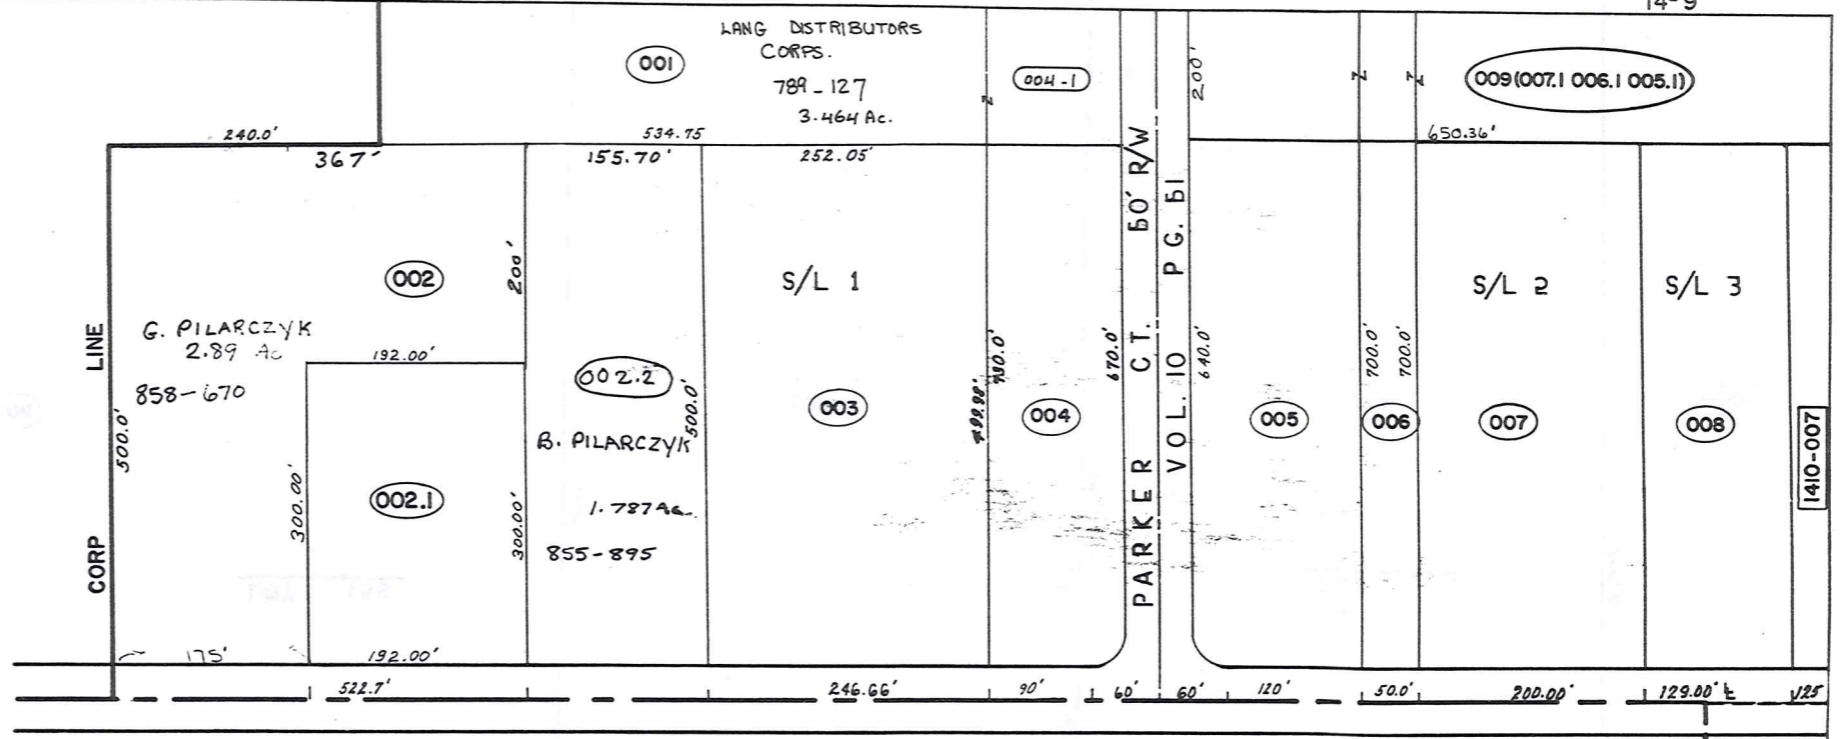 14-9
LANG DISTRIBUTORS
CORPS.
789-127
3.464 Ac.
001
004-1
200'
Z
Z
Z
009(007.1 006.1 005.1)
240.0'
534.75
650.36'
367'
155.70'
252.05'
002
200'
S/L 1
S/L 2
S/L 3
G. PILARCZYK
2.89 Ac
858-670
192.00'
002.2
500.0'
003
499.98'
700.0'
004
670.0'
PARKER CT. 60' R/W
VOL. 10 PG. 51
640.0'
005
700.0'
006
700.0'
007
008
1410-007
CORP LINE
500.0'
300.00'
002.1
300.00'
B. PILARCZYK
1.787 Ac.
855-895
175'
192.00'
522.7'
246.66'
90'
60'
60'
120'
50.0'
200.00'
129.00'
125